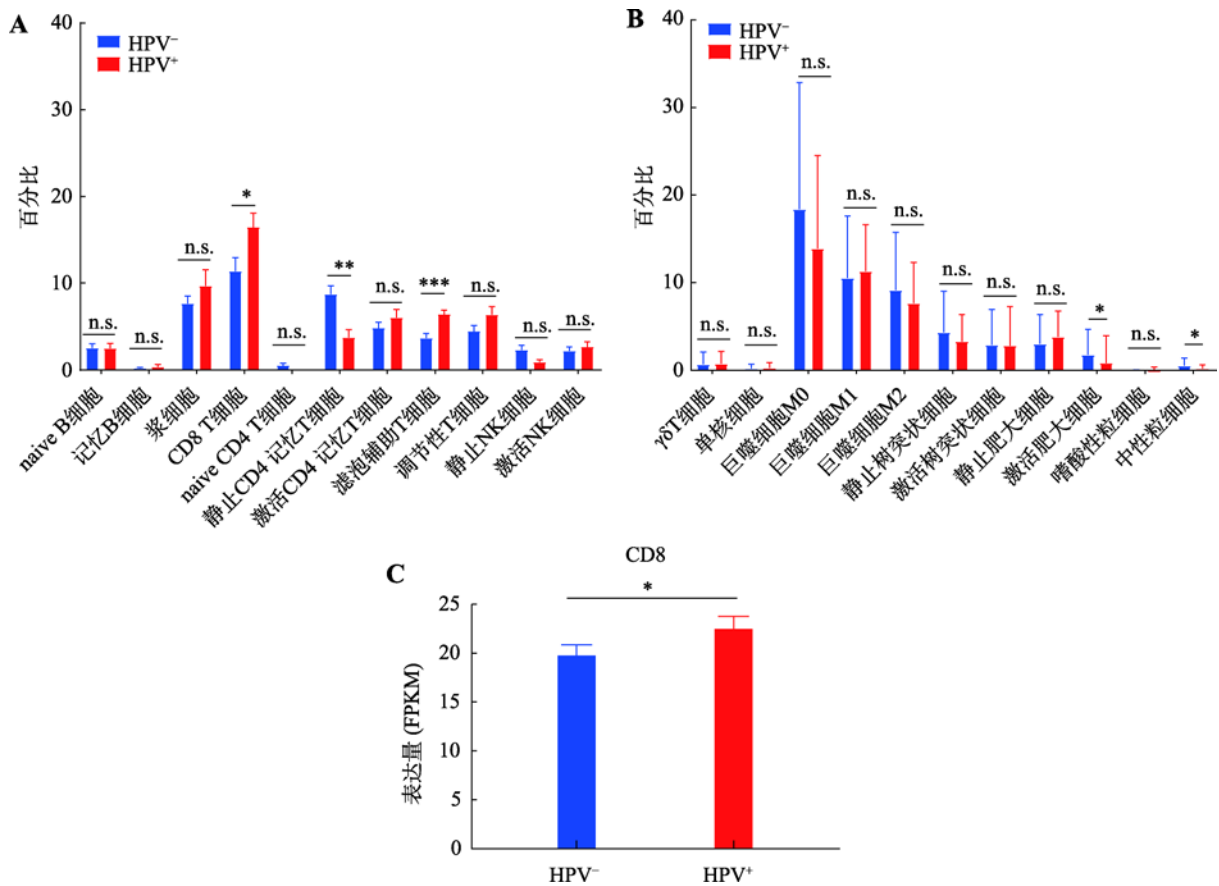 A
HPV⁻
HPV⁺
40
30
20
10
0
百分比
n.s.
n.s.
n.s.
*
**
n.s.
***
n.s.
n.s.
n.s.
naive B细胞
记忆B细胞
浆细胞
CD8 T细胞
naive CD4 T细胞
静止CD4 记忆T细胞
激活CD4 记忆T细胞
滤泡辅助T细胞
调节性T细胞
静止NK细胞
激活NK细胞
B
HPV⁻
HPV⁺
40
30
20
10
0
百分比
n.s.
n.s.
n.s.
n.s.
n.s.
n.s.
n.s.
n.s.
*
n.s.
*
γδT细胞
单核细胞
巨噬细胞M0
巨噬细胞M1
巨噬细胞M2
静止树突状细胞
激活树突状细胞
静止肥大细胞
激活肥大细胞
嗜酸性粒细胞
中性粒细胞
C
CD8
*
25
20
15
10
5
0
表达量 (FPKM)
HPV⁻
HPV⁺